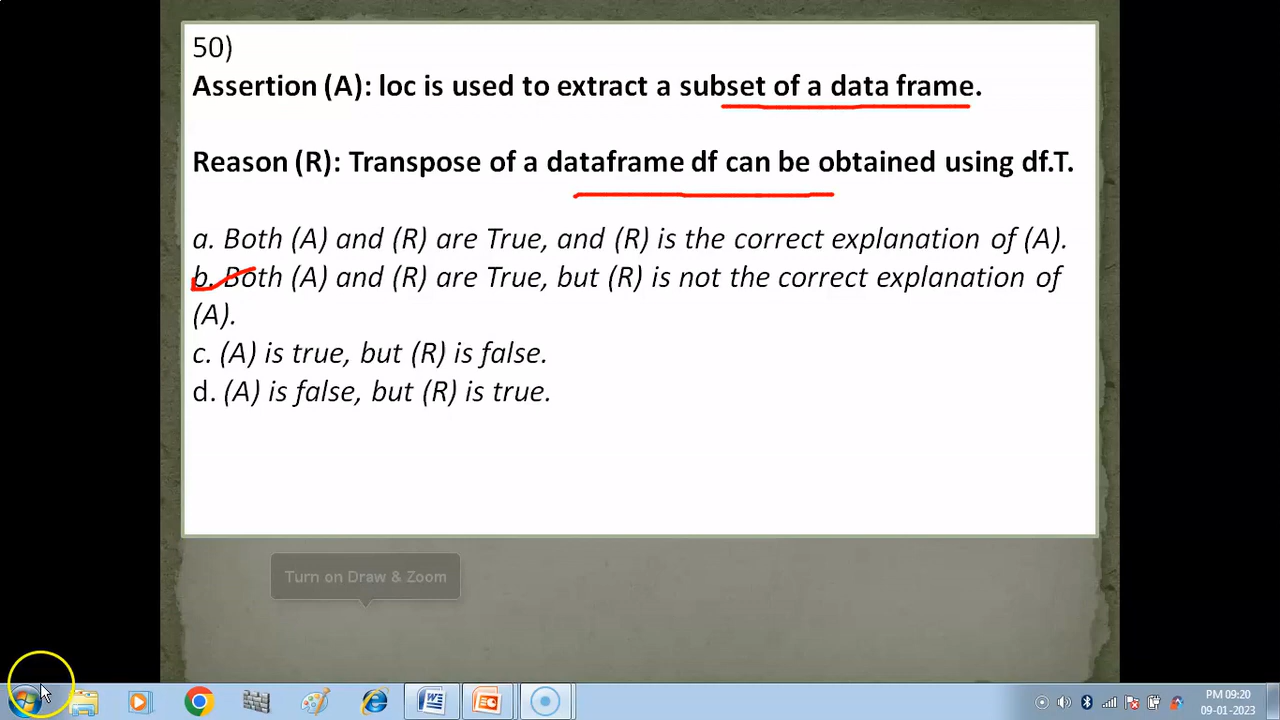 50)
Assertion (A): loc is used to extract a subset of a data frame.
Reason (R): Transpose of a dataframe df can be obtained using df.T.
a. Both (A) and (R) are True, and (R) is the correct explanation of (A).
b. Both (A) and (R) are True, but (R) is not the correct explanation of
(A).
c. (A) is true, but (R) is false.
d. (A) is false, but (R) is true.
Turn on Draw & Zoom
PM 09:20
09-01-2023